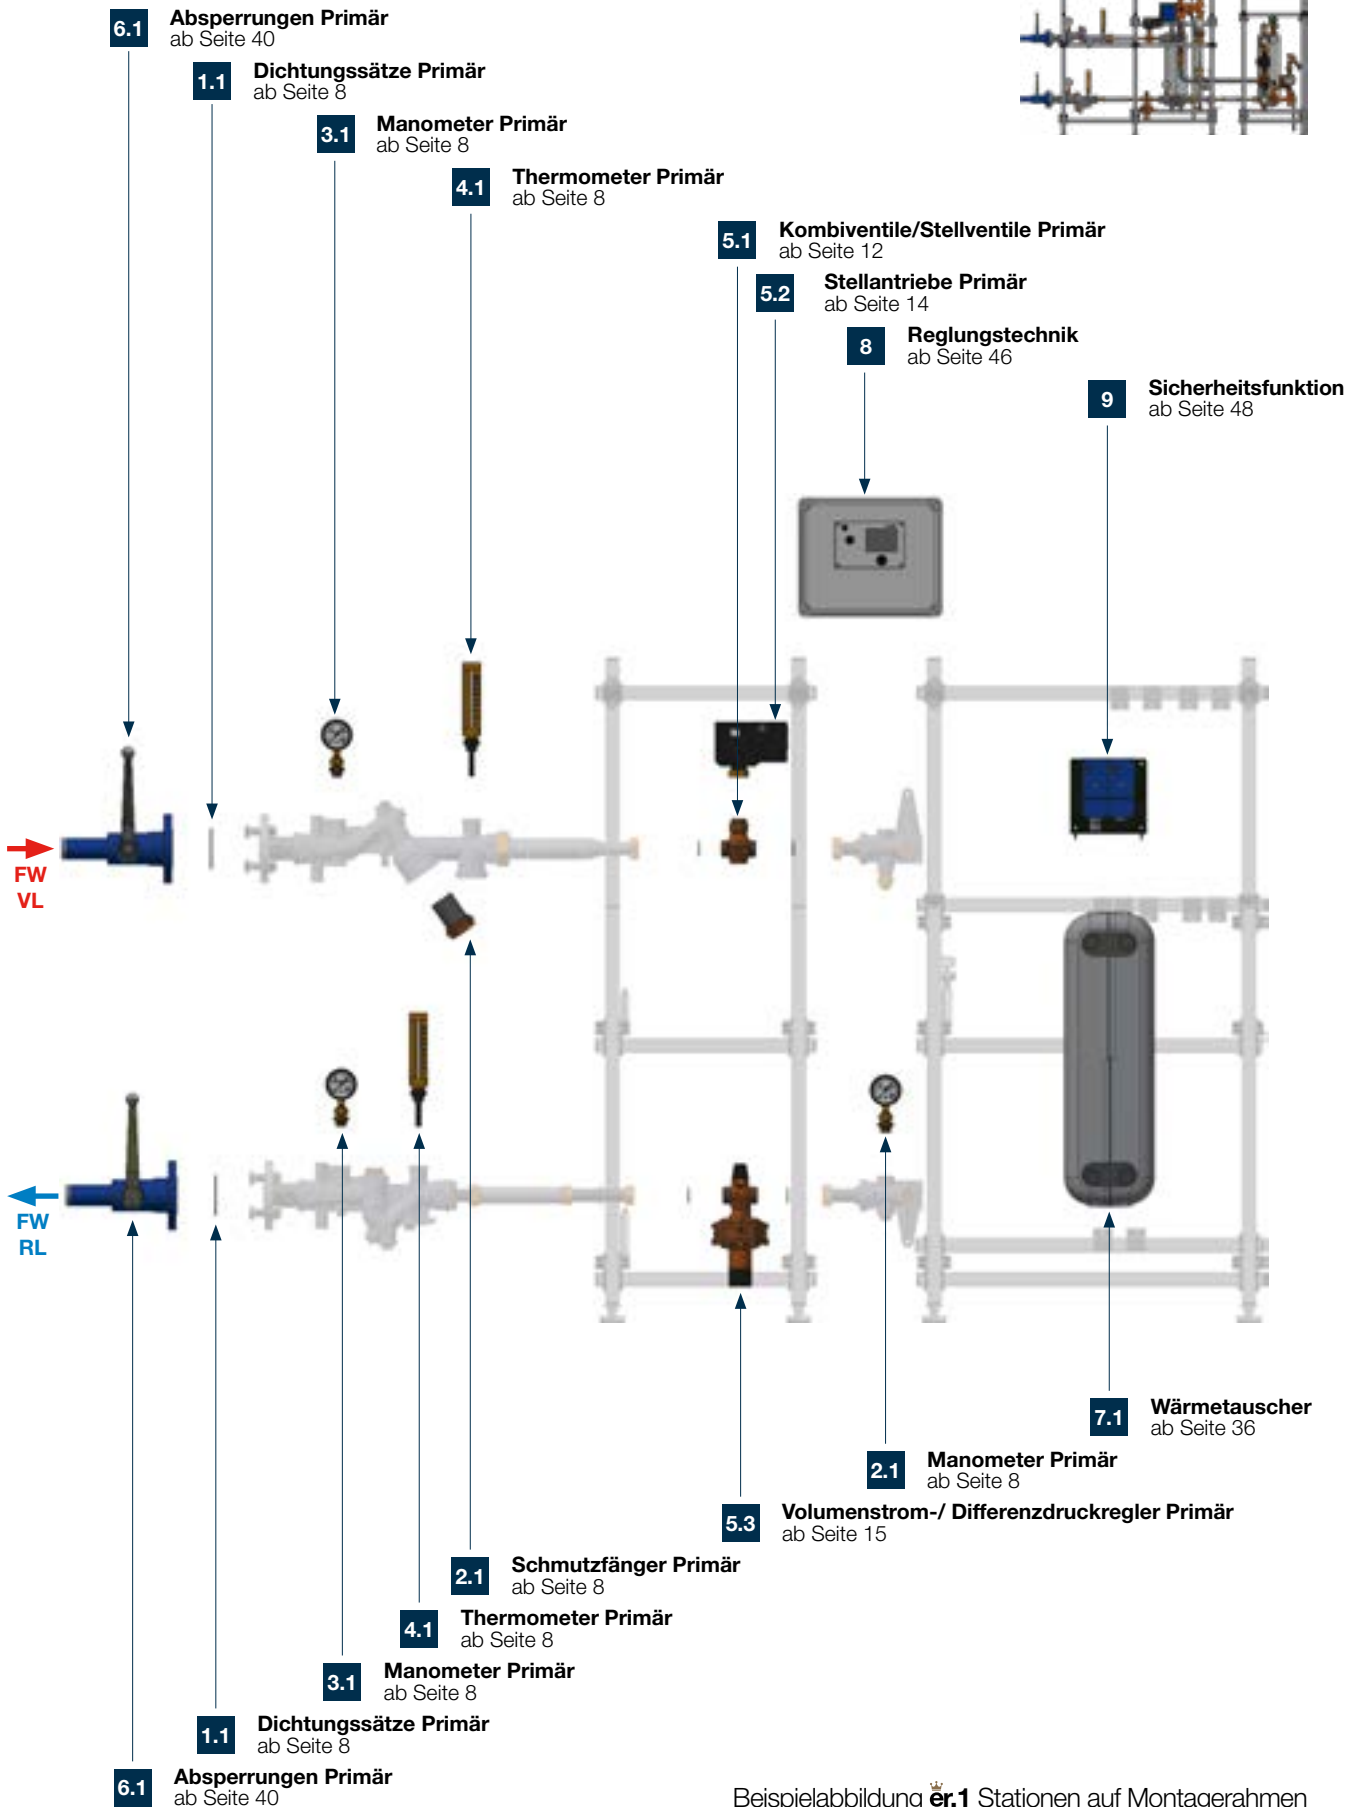 6.1 Absperrungen Primär
ab Seite 40
1.1 Dichtungssätze Primär
ab Seite 8
3.1 Manometer Primär
ab Seite 8
4.1 Thermometer Primär
ab Seite 8
5.1 Kombiventile/Stellventile Primär
ab Seite 12
5.2 Stellantriebe Primär
ab Seite 14
8 Reglungstechnik
ab Seite 46
9 Sicherheitsfunktion
ab Seite 48
FW
VL
FW
RL
7.1 Wärmetauscher
ab Seite 36
2.1 Manometer Primär
ab Seite 8
5.3 Volumenstrom-/ Differenzdruckregler Primär
ab Seite 15
2.1 Schmutzfänger Primär
ab Seite 8
4.1 Thermometer Primär
ab Seite 8
3.1 Manometer Primär
ab Seite 8
1.1 Dichtungssätze Primär
ab Seite 8
6.1 Absperrungen Primär
ab Seite 40
Beispielabbildung ër.1 Stationen auf Montagerahmen